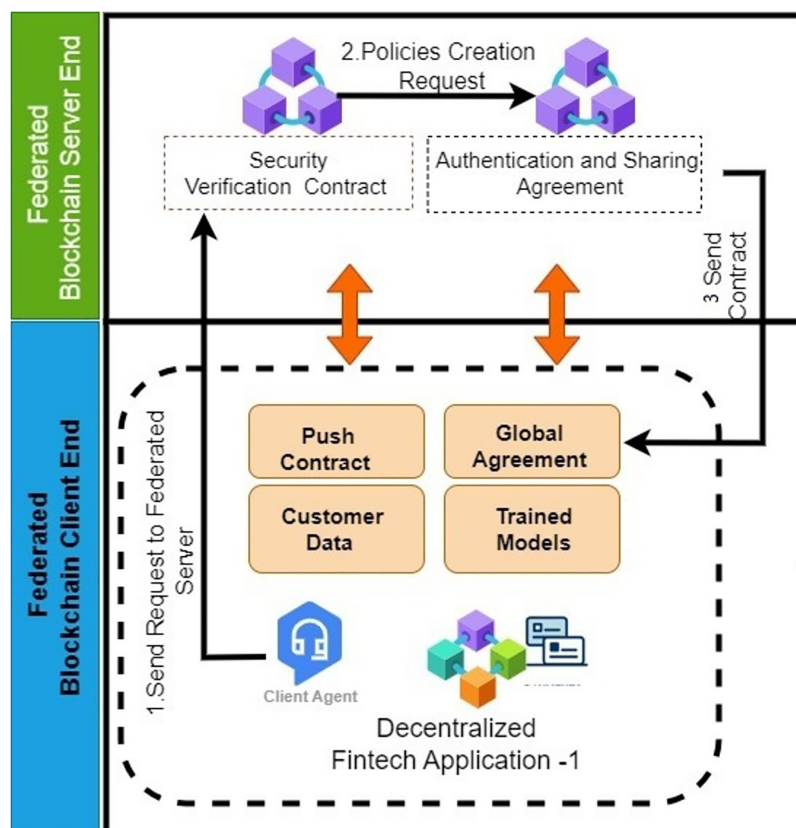 Federated
Blockchain Server End
2.Policies Creation
Request
Security
Verification Contract
Authentication and Sharing
Agreement
3 Send
Contract
Federated
Blockchain Client End
1.Send Request to Federated
Server
Push
Contract
Global
Agreement
Customer
Data
Trained
Models
Client Agent
Decentralized
Fintech Application -1